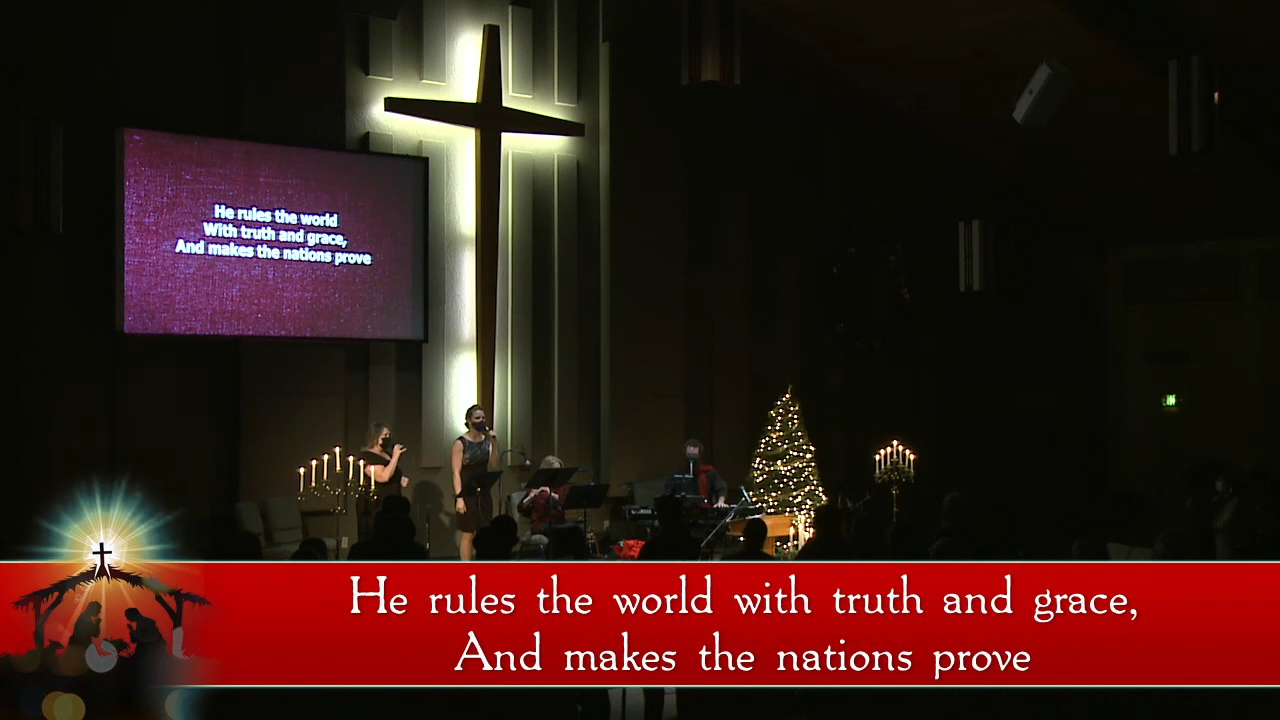 He rules the world
With truth and grace,
And makes the nations prove
He rules the world with truth and grace,
And makes the nations prove